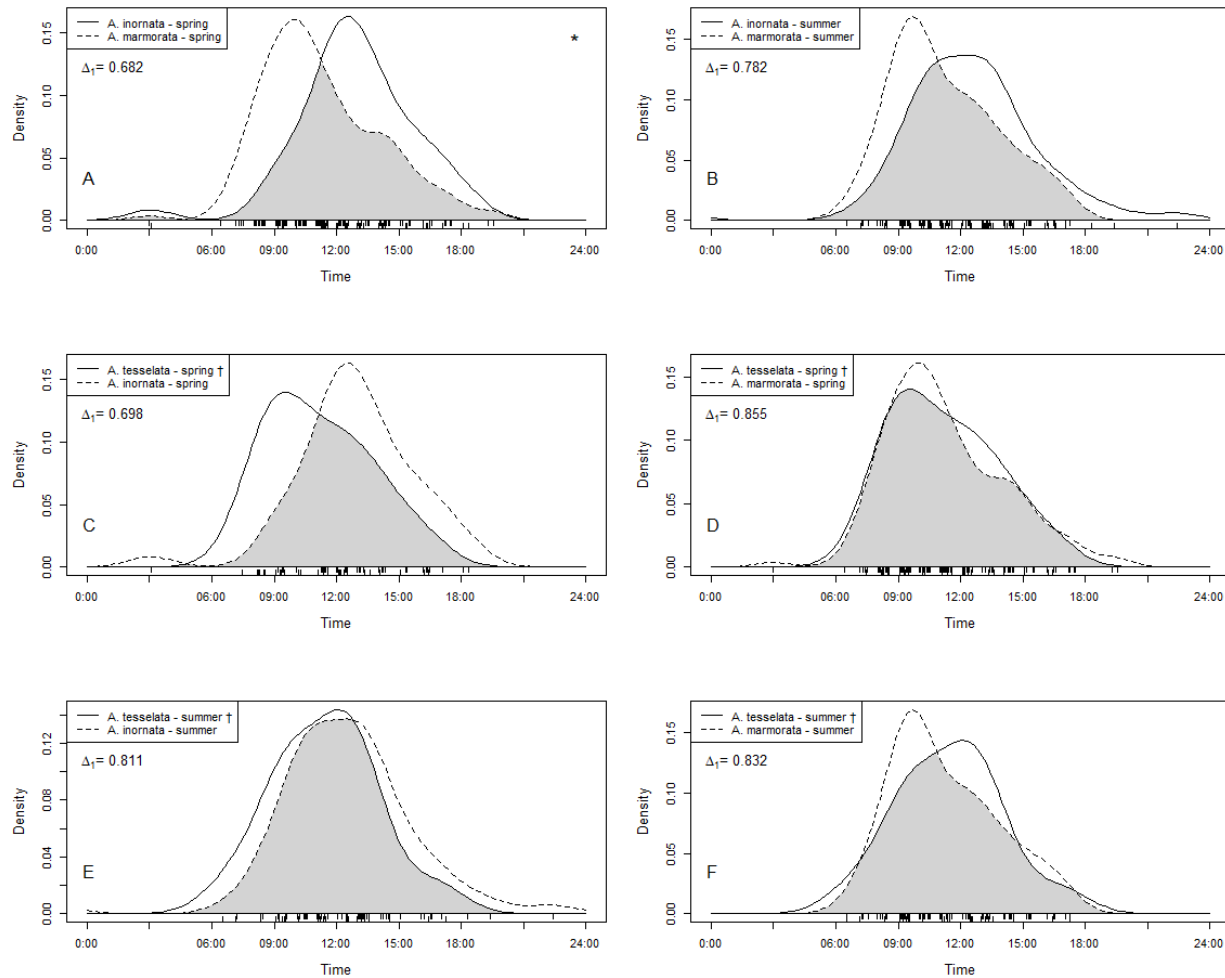 A. inornata - spring
A. marmorata - spring
*
Δ1= 0.682
A
Density
0.00 0.05 0.10 0.15
0:00 06:00 09:00 12:00 15:00 18:00 24:00
Time
A. inornata - summer
A. marmorata - summer
Δ1= 0.782
B
Density
0.00 0.05 0.10 0.15
0:00 06:00 09:00 12:00 15:00 18:00 24:00
Time
A. tesselata - spring †
A. inornata - spring
Δ1= 0.698
C
Density
0.00 0.05 0.10 0.15
0:00 06:00 09:00 12:00 15:00 18:00 24:00
Time
A. tesselata - spring †
A. marmorata - spring
Δ1= 0.855
D
Density
0.00 0.05 0.10 0.15
0:00 06:00 09:00 12:00 15:00 18:00 24:00
Time
A. tesselata - summer †
A. inornata - summer
Δ1= 0.811
E
Density
0.00 0.04 0.08 0.12
0:00 06:00 09:00 12:00 15:00 18:00 24:00
Time
A. tesselata - summer †
A. marmorata - summer
Δ1= 0.832
F
Density
0.00 0.05 0.10 0.15
0:00 06:00 09:00 12:00 15:00 18:00 24:00
Time